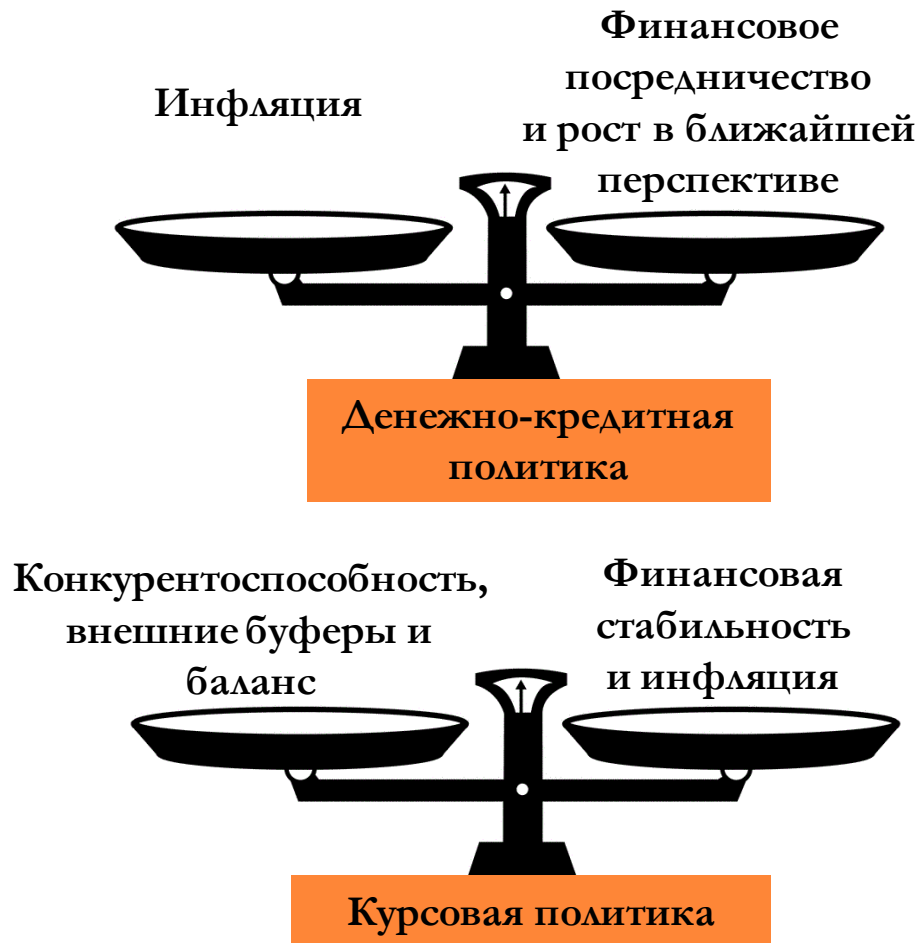 Инфляция
Финансовое
посредничество
и рост в ближайшей
перспективе
Денежно-кредитная
политика
Конкурентоспособность,
внешние буферы и
баланс
Финансовая
стабильность
и инфляция
Курсовая политика